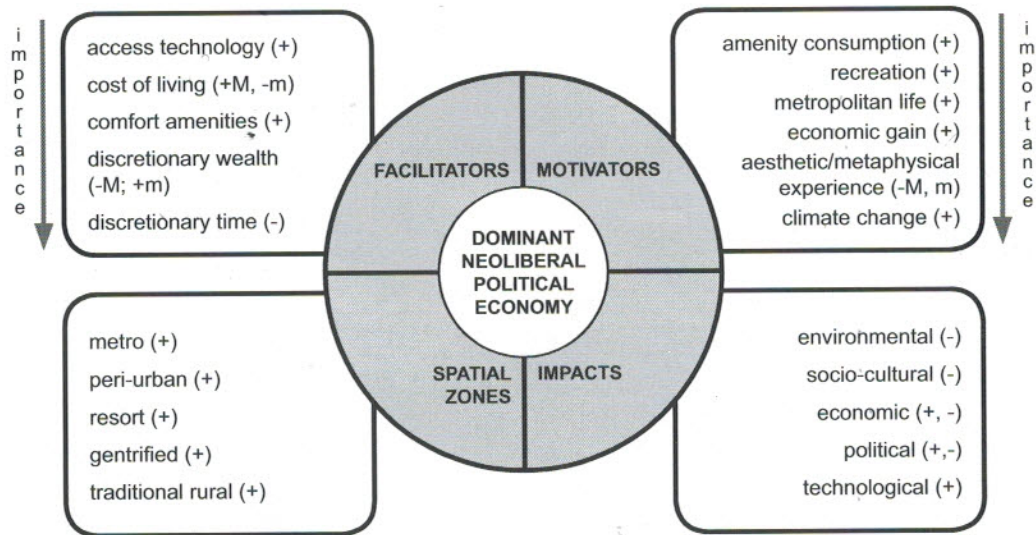 importance
access technology (+)
cost of living (+M, -m)
comfort amenities (+)
discretionary wealth
(-M; +m)
discretionary time (-)
amenity consumption (+)
recreation (+)
metropolitan life (+)
economic gain (+)
aesthetic/metaphysical
experience (-M, m)
climate change (+)
importance
FACILITATORS
MOTIVATORS
DOMINANT
NEOLIBERAL
POLITICAL
ECONOMY
SPATIAL
ZONES
IMPACTS
metro (+)
peri-urban (+)
resort (+)
gentrified (+)
traditional rural (+)
environmental (-)
socio-cultural (-)
economic (+, -)
political (+,-)
technological (+)